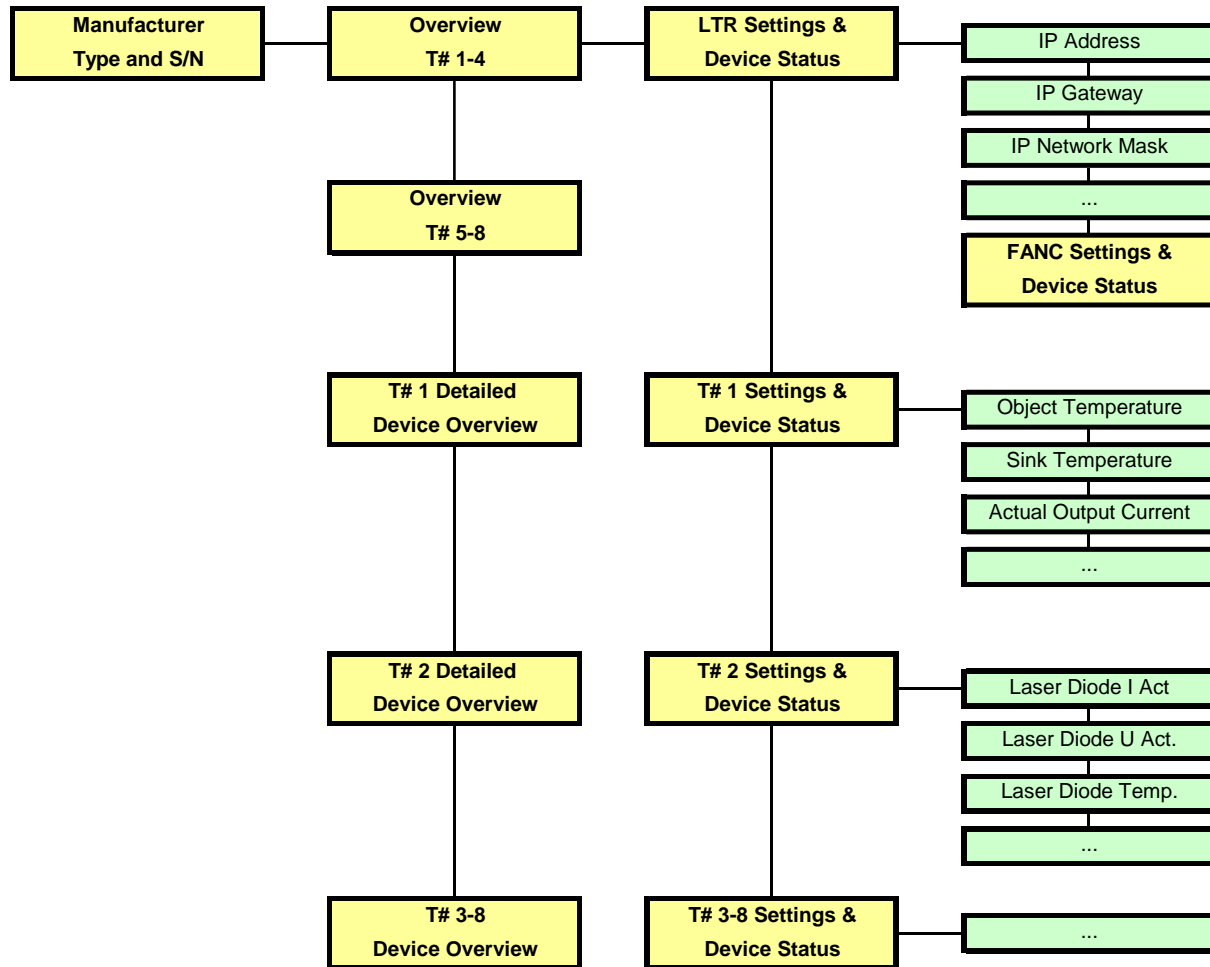 Manufacturer
Type and S/N
Overview
T# 1-4
LTR Settings &
Device Status
IP Address
IP Gateway
IP Network Mask
...
FANC Settings &
Device Status
Overview
T# 5-8
T# 1 Detailed
Device Overview
T# 1 Settings &
Device Status
Object Temperature
Sink Temperature
Actual Output Current
...
T# 2 Detailed
Device Overview
T# 2 Settings &
Device Status
Laser Diode I Act
Laser Diode U Act.
Laser Diode Temp.
...
T# 3-8
Device Overview
T# 3-8 Settings &
Device Status
...